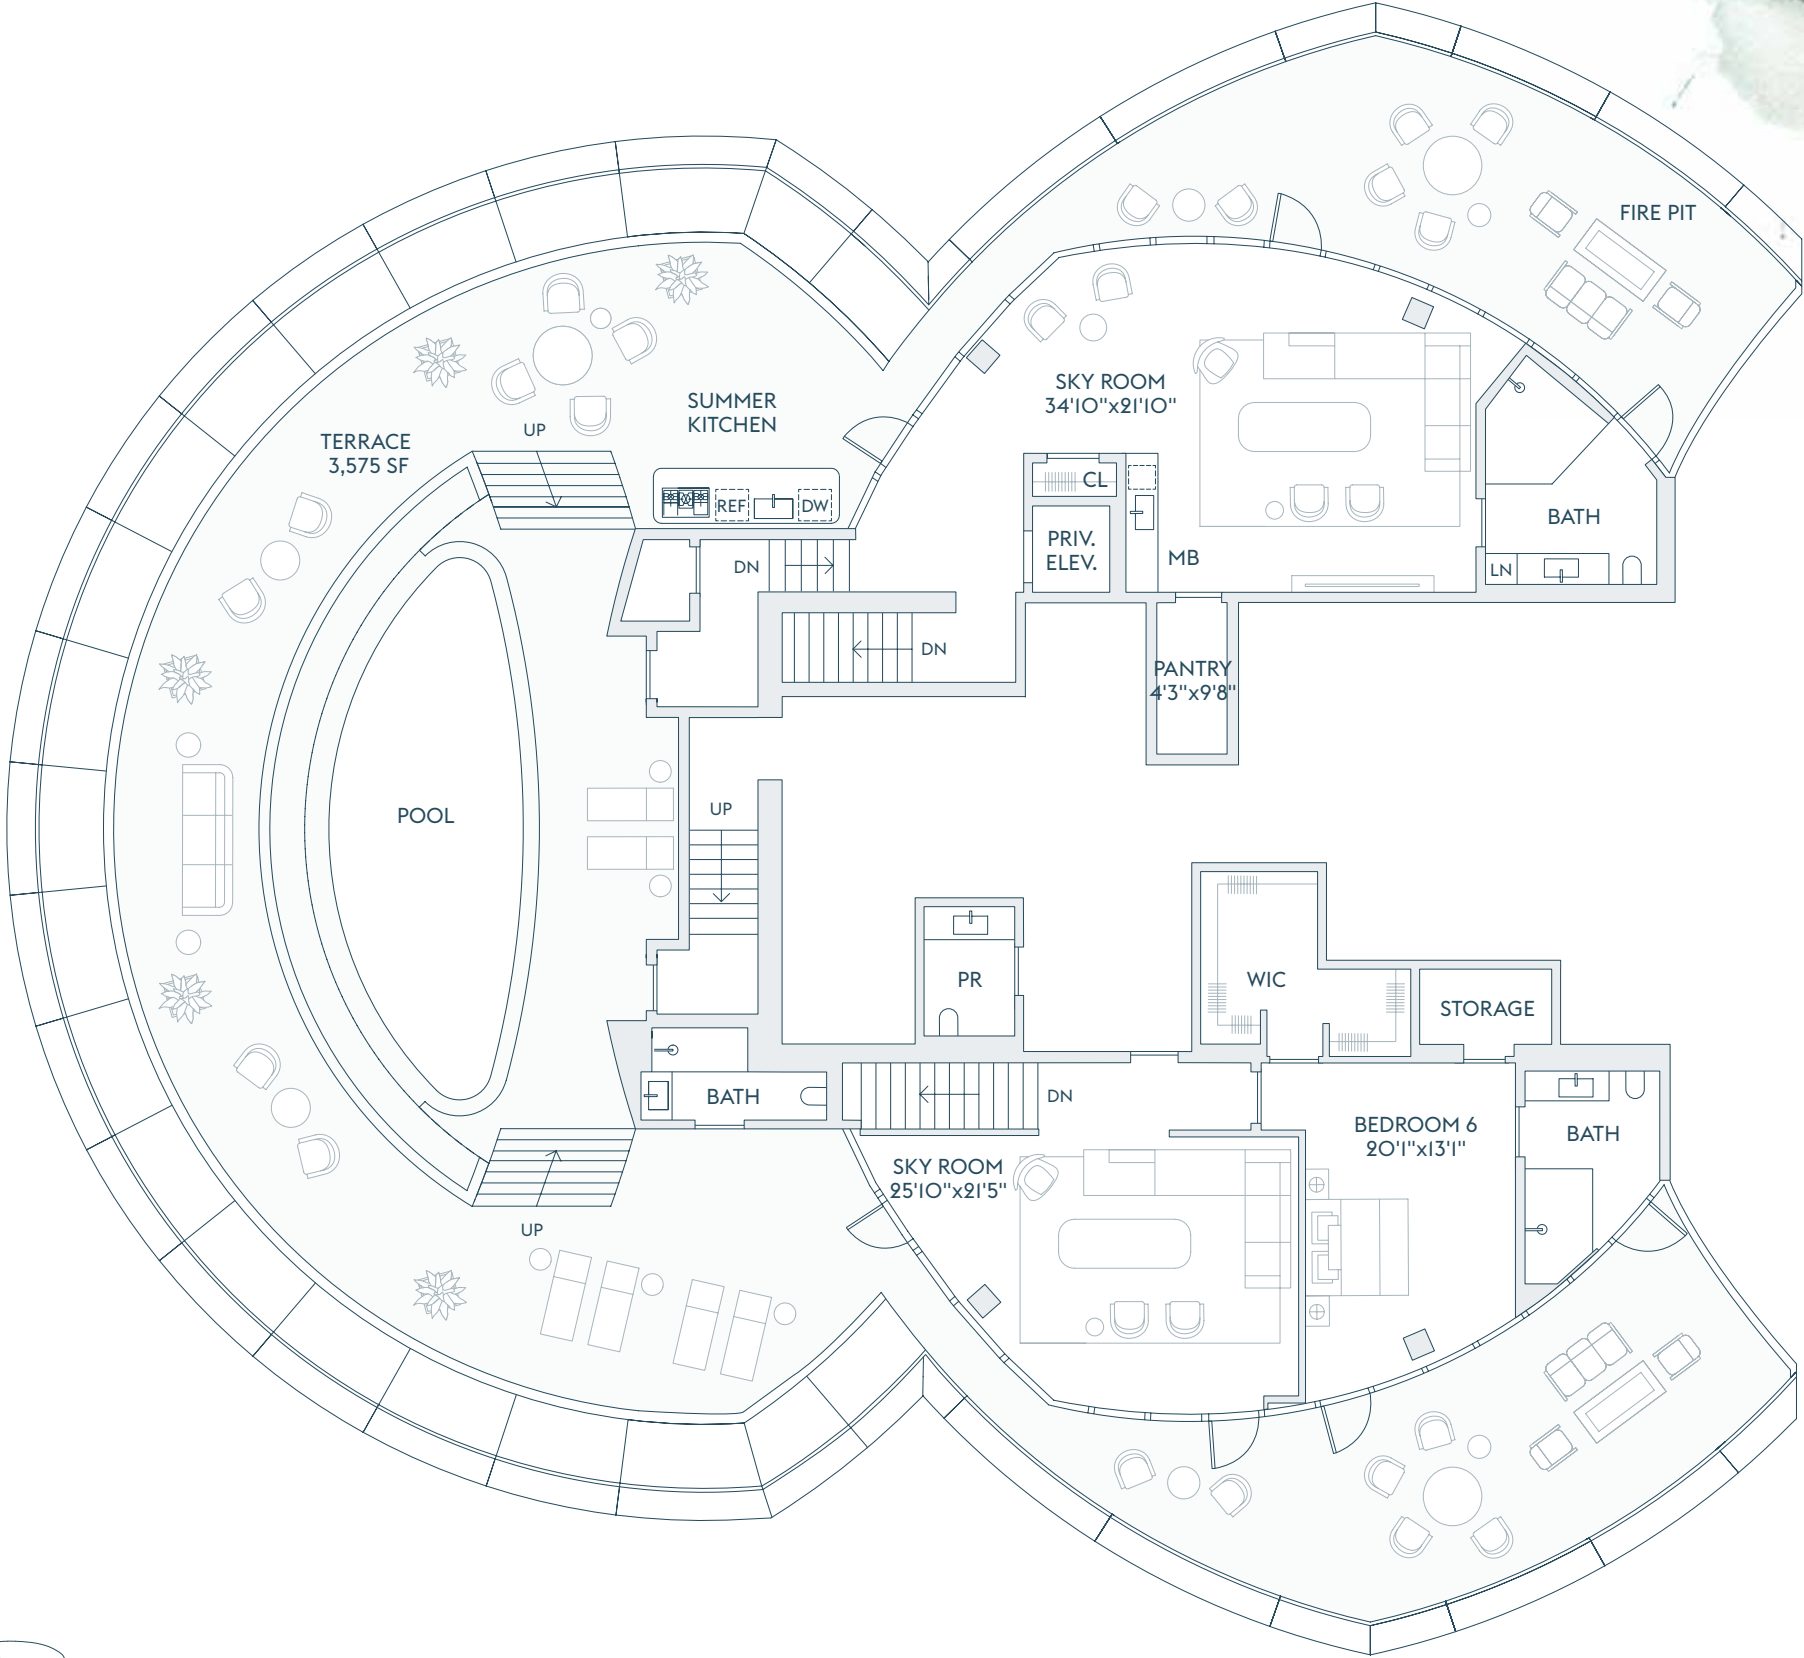 FIRE PIT
SKY ROOM
34'10"x21'10"
SUMMER
KITCHEN
UP
TERRACE
3,575 SF
REF
DW
CL
PRIV.
ELEV.
MB
BATH
LN
DN
DN
PANTRY
4'3"x9'8"
POOL
UP
PR
WIC
STORAGE
BATH
DN
BEDROOM 6
20'1"x13'1"
BATH
SKY ROOM
25'10"x21'5"
UP